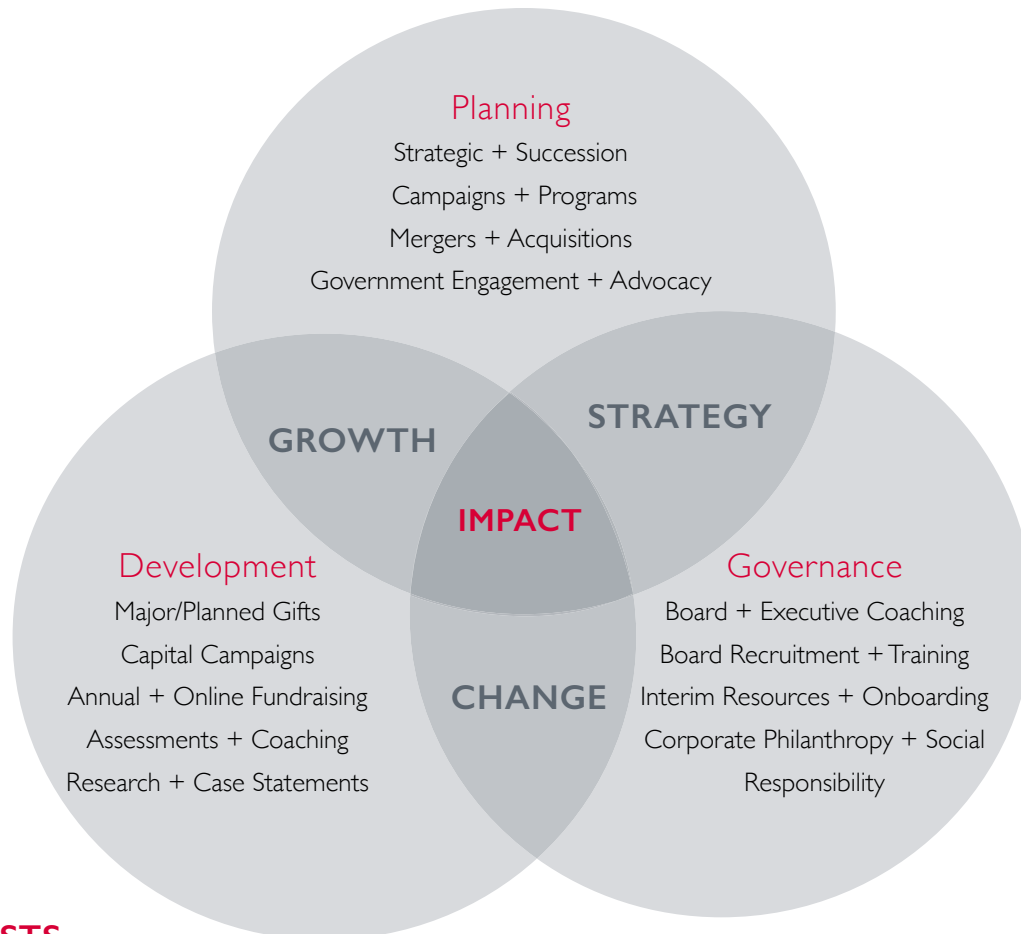 Planning
Strategic + Succession
Campaigns + Programs
Mergers + Acquisitions
Government Engagement + Advocacy
GROWTH
STRATEGY
IMPACT
Development
Major/Planned Gifts
Capital Campaigns
Annual + Online Fundraising
Assessments + Coaching
Research + Case Statements
CHANGE
Governance
Board + Executive Coaching
Board Recruitment + Training
Interim Resources + Onboarding
Corporate Philanthropy + Social
Responsibility